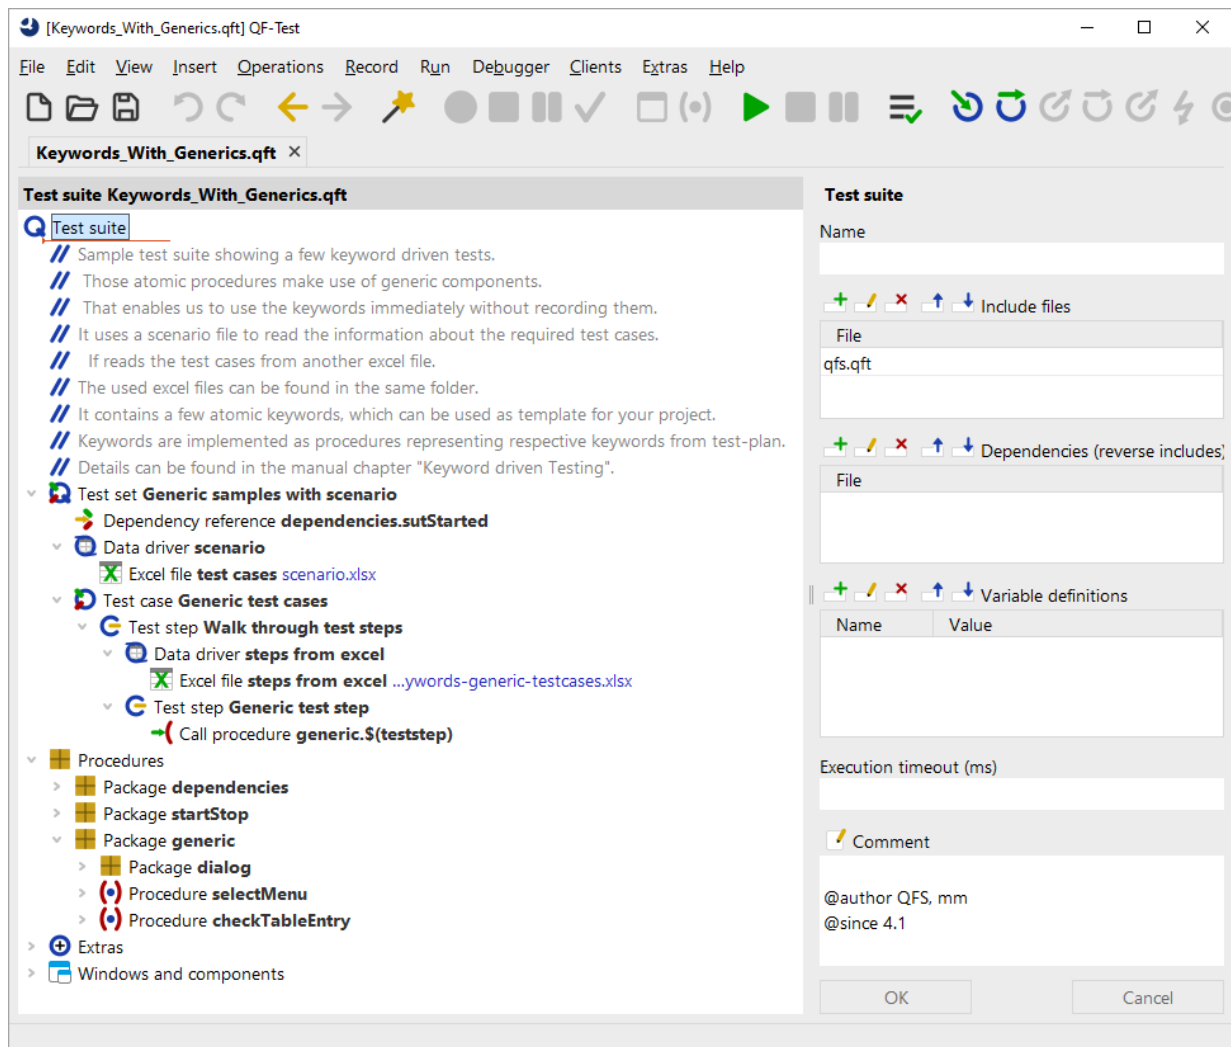 [Keywords_With_Generics.qft] QF-Test
File Edit View Insert Operations Record Run Debugger Clients Extras Help
Keywords_With_Generics.qft
Test suite Keywords_With_Generics.qft
Test suite
// Sample test suite showing a few keyword driven tests.
// Those atomic procedures make use of generic components.
// That enables us to use the keywords immediately without recording them.
// It uses a scenario file to read the information about the required test cases.
// If reads the test cases from another excel file.
// The used excel files can be found in the same folder.
// It contains a few atomic keywords, which can be used as template for your project.
// Keywords are implemented as procedures representing respective keywords from test-plan.
// Details can be found in the manual chapter "Keyword driven Testing".
Test set Generic samples with scenario
Dependency reference dependencies.sutStarted
Data driver scenario
Excel file test cases scenario.xlsx
Test case Generic test cases
Test step Walk through test steps
Data driver steps from excel
Excel file steps from excel ...ywords-generic-testcases.xlsx
Test step Generic test step
Call procedure generic.$(teststep)
Procedures
Package dependencies
Package startStop
Package generic
Package dialog
Procedure selectMenu
Procedure checkTableEntry
Extras
Windows and components
Test suite
Name
Include files
File
qfs.qft
Dependencies (reverse includes)
File
Variable definitions
Name Value
Execution timeout (ms)
Comment
@author QFS, mm
@since 4.1
OK Cancel